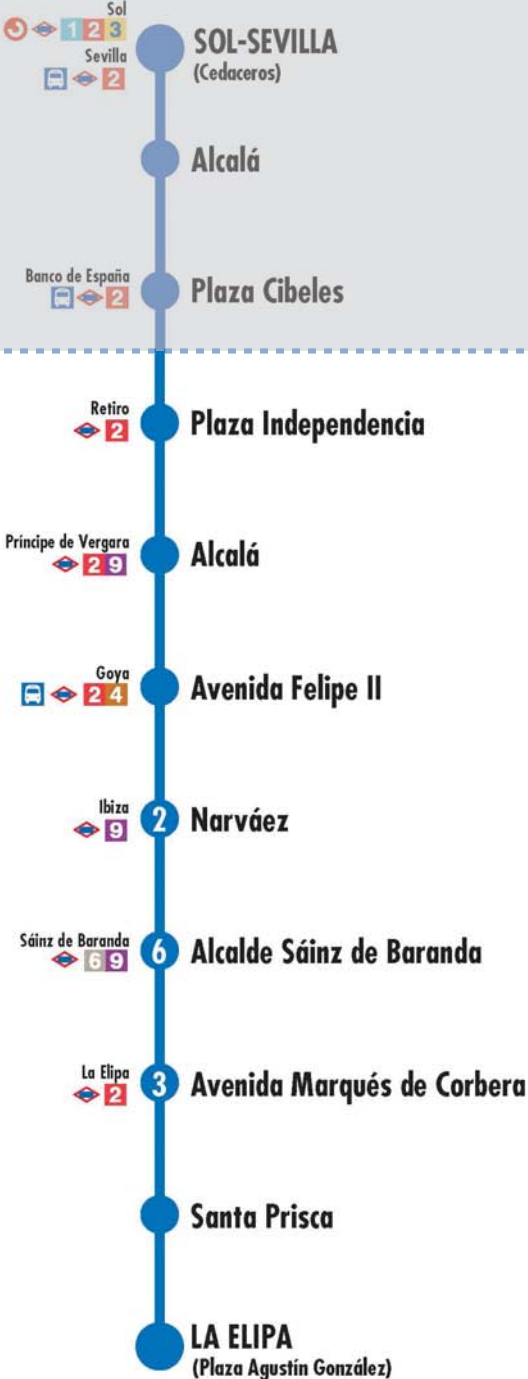 Sol
1 2 3
SOL-SEVILLA
(Cedaceros)
Sevilla
2
Alcalá
Banco de España
2
Plaza Cibeles
Retiro
2
Plaza Independencia
Príncipe de Vergara
2 9
Alcalá
Goya
2 4
Avenida Felipe II
Ibiza
9
2
Narváez
Sáinz de Baranda
6 9
6
Alcalde Sáinz de Baranda
La Elipa
2
3
Avenida Marqués de Corbera
Santa Prisca
LA ELIPA
(Plaza Agustín González)